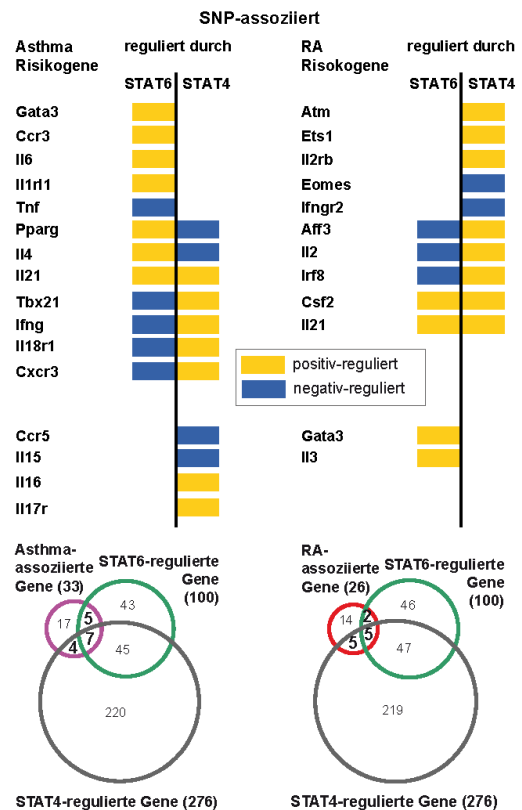 SNP-assoziiert
Asthma
Risikogene
reguliert durch
STAT6 STAT4
Gata3
Ccr3
Il6
Il1rl1
Tnf
Pparg
Il4
Il21
Tbx21
Ifng
Il18r1
Cxcr3
Ccr5
Il15
Il16
Il17r
RA
Risokogene
reguliert durch
STAT6 STAT4
Atm
Ets1
Il2rb
Eomes
Ifngr2
Aff3
Il2
Irf8
Csf2
Il21
Gata3
Il3
positiv-reguliert
negativ-reguliert
Asthma-
assoziierte
Gene (33)
STAT6-regulierte
Gene
(100)
17
5
43
7
4
45
220
STAT4-regulierte Gene (276)
RA-
assoziierte
Gene (26)
STAT6-regulierte
Gene
(100)
14
2
46
5
5
47
219
STAT4-regulierte Gene (276)